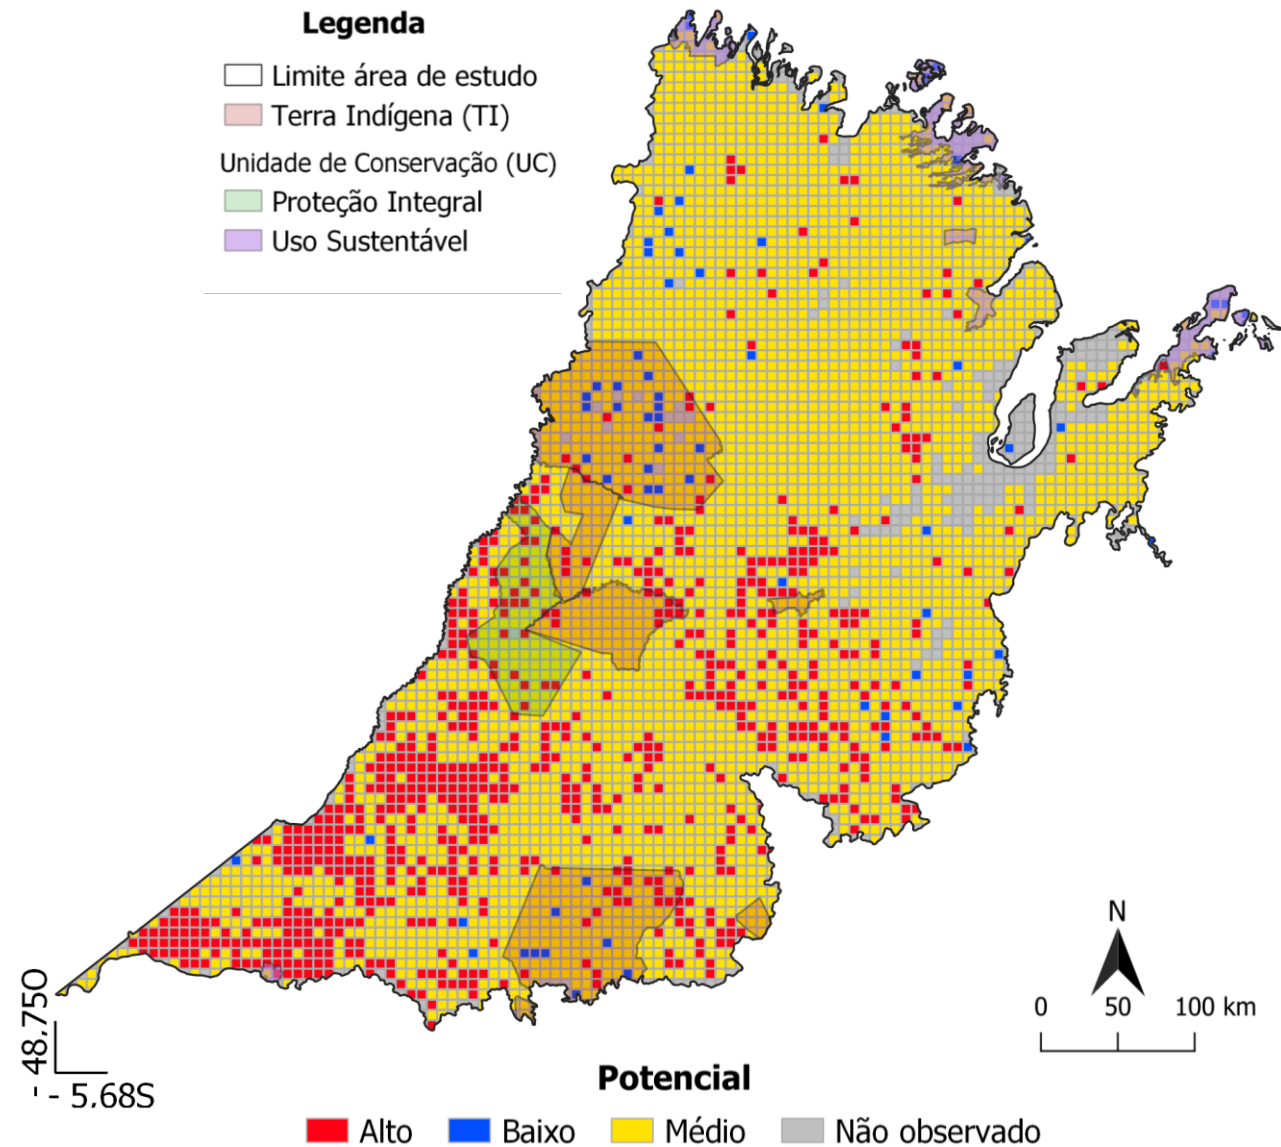 Legenda
Limite área de estudo
Terra Indígena (TI)
Unidade de Conservação (UC)
Proteção Integral
Uso Sustentável
N
0 50 100 km
- 48,75O
- - 5,68S
Potencial
Alto Baixo Médio Não observado